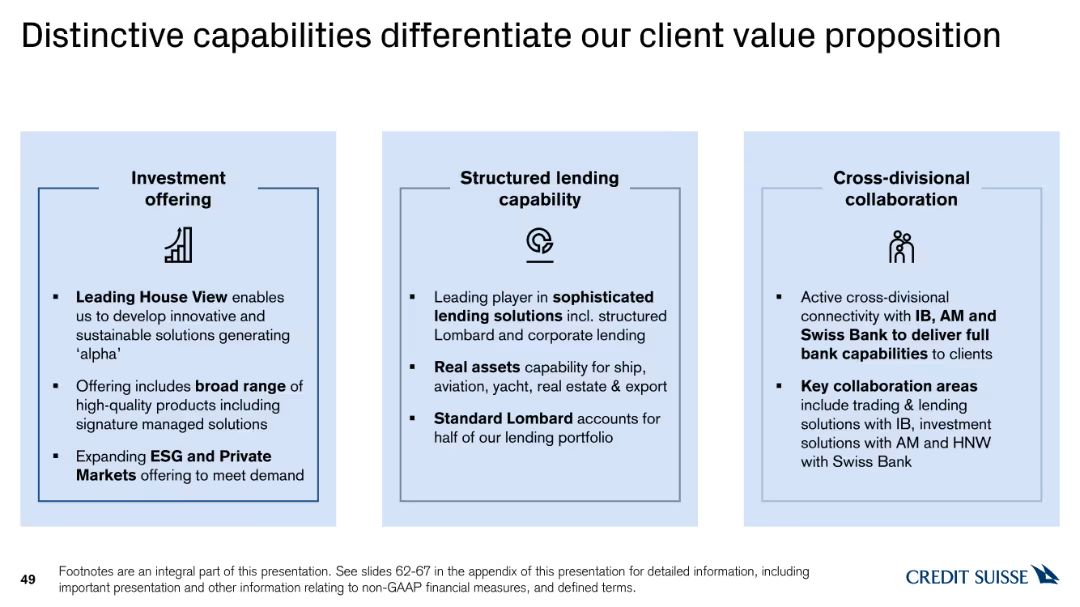 Distinctive capabilities differentiate our client value proposition
Investment
offering
▪ Leading House View enables
us to develop innovative and
sustainable solutions generating
‘alpha’
▪ Offering includes broad range of
high-quality products including
signature managed solutions
▪ Expanding ESG and Private
Markets offering to meet demand
Structured lending
capability
▪ Leading player in sophisticated
lending solutions incl. structured
Lombard and corporate lending
▪ Real assets capability for ship,
aviation, yacht, real estate & export
▪ Standard Lombard accounts for
half of our lending portfolio
Cross-divisional
collaboration
▪ Active cross-divisional
connectivity with IB, AM and
Swiss Bank to deliver full
bank capabilities to clients
▪ Key collaboration areas
include trading & lending
solutions with IB, investment
solutions with AM and HNW
with Swiss Bank
49
Footnotes are an integral part of this presentation. See slides 62-67 in the appendix of this presentation for detailed information, including
important presentation and other information relating to non-GAAP financial measures, and defined terms.
CREDIT SUISSE